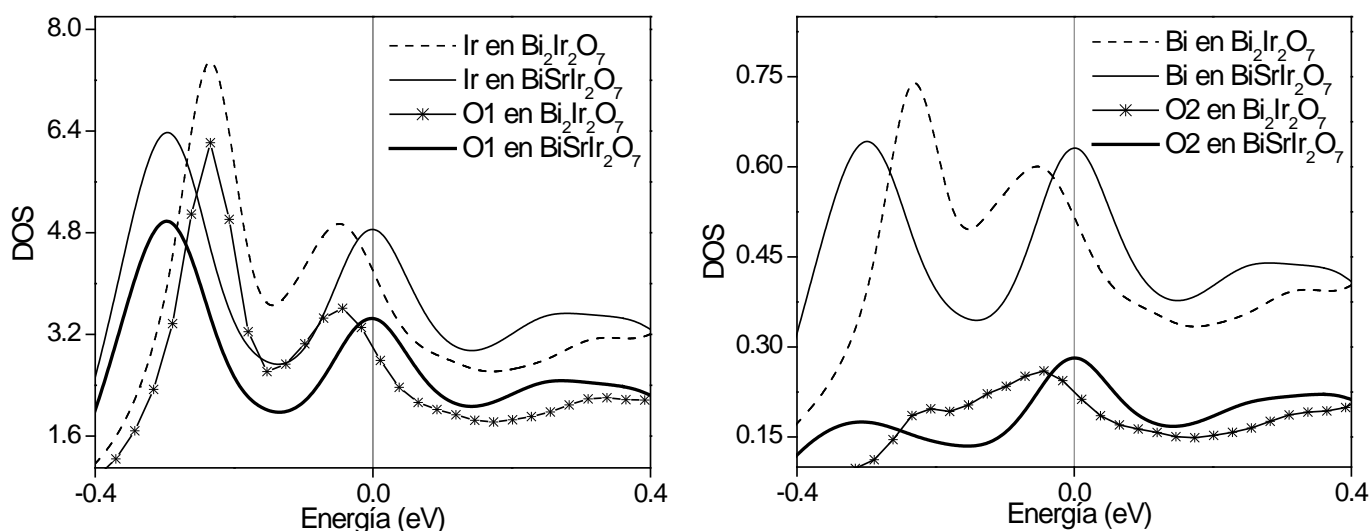 8.0
6.4
4.8
3.2
1.6
DOS
-0.4
0.0
0.4
Energía (eV)
Ir en Bi₂Ir₂O₇
Ir en BiSrIr₂O₇
O1 en Bi₂Ir₂O₇
O1 en BiSrIr₂O₇
0.75
0.60
0.45
0.30
0.15
DOS
-0.4
0.0
0.4
Energía (eV)
Bi en Bi₂Ir₂O₇
Bi en BiSrIr₂O₇
O2 en Bi₂Ir₂O₇
O2 en BiSrIr₂O₇